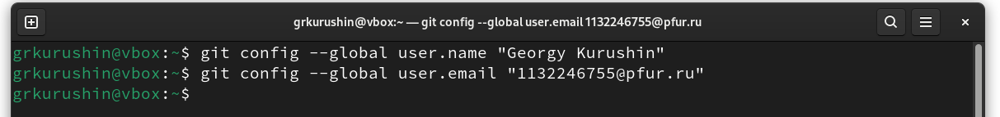 grkurushin@vbox:~ — git config --global user.email 1132246755@pfur.ru
grkurushin@vbox:~$ git config --global user.name "Georgy Kurushin"
grkurushin@vbox:~$ git config --global user.email "1132246755@pfur.ru"
grkurushin@vbox:~$